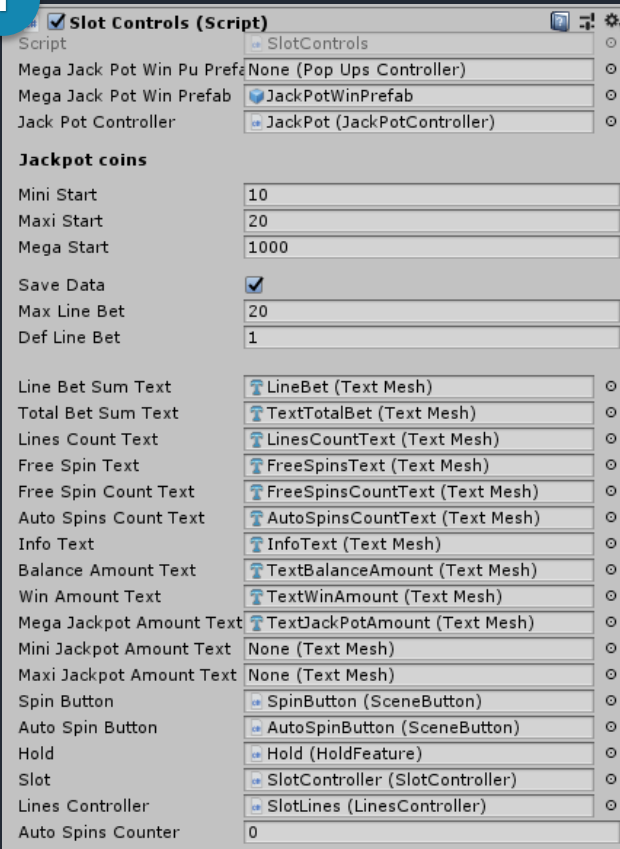 Slot Controls (Script)
Script SlotControls
Mega Jack Pot Win Pu Prefa None (Pop Ups Controller)
Mega Jack Pot Win Prefab JackPotWinPrefab
Jack Pot Controller JackPot (JackPotController)
Jackpot coins
Mini Start 10
Maxi Start 20
Mega Start 1000
Save Data
Max Line Bet 20
Def Line Bet 1
Line Bet Sum Text LineBet (Text Mesh)
Total Bet Sum Text TextTotalBet (Text Mesh)
Lines Count Text LinesCountText (Text Mesh)
Free Spin Text FreeSpinsText (Text Mesh)
Free Spin Count Text FreeSpinsCountText (Text Mesh)
Auto Spins Count Text AutoSpinsCountText (Text Mesh)
Info Text InfoText (Text Mesh)
Balance Amount Text TextBalanceAmount (Text Mesh)
Win Amount Text TextWinAmount (Text Mesh)
Mega Jackpot Amount Text TextJackPotAmount (Text Mesh)
Mini Jackpot Amount Text None (Text Mesh)
Maxi Jackpot Amount Text None (Text Mesh)
Spin Button SpinButton (SceneButton)
Auto Spin Button AutoSpinButton (SceneButton)
Hold Hold (HoldFeature)
Slot SlotController (SlotController)
Lines Controller SlotLines (LinesController)
Auto Spins Counter 0